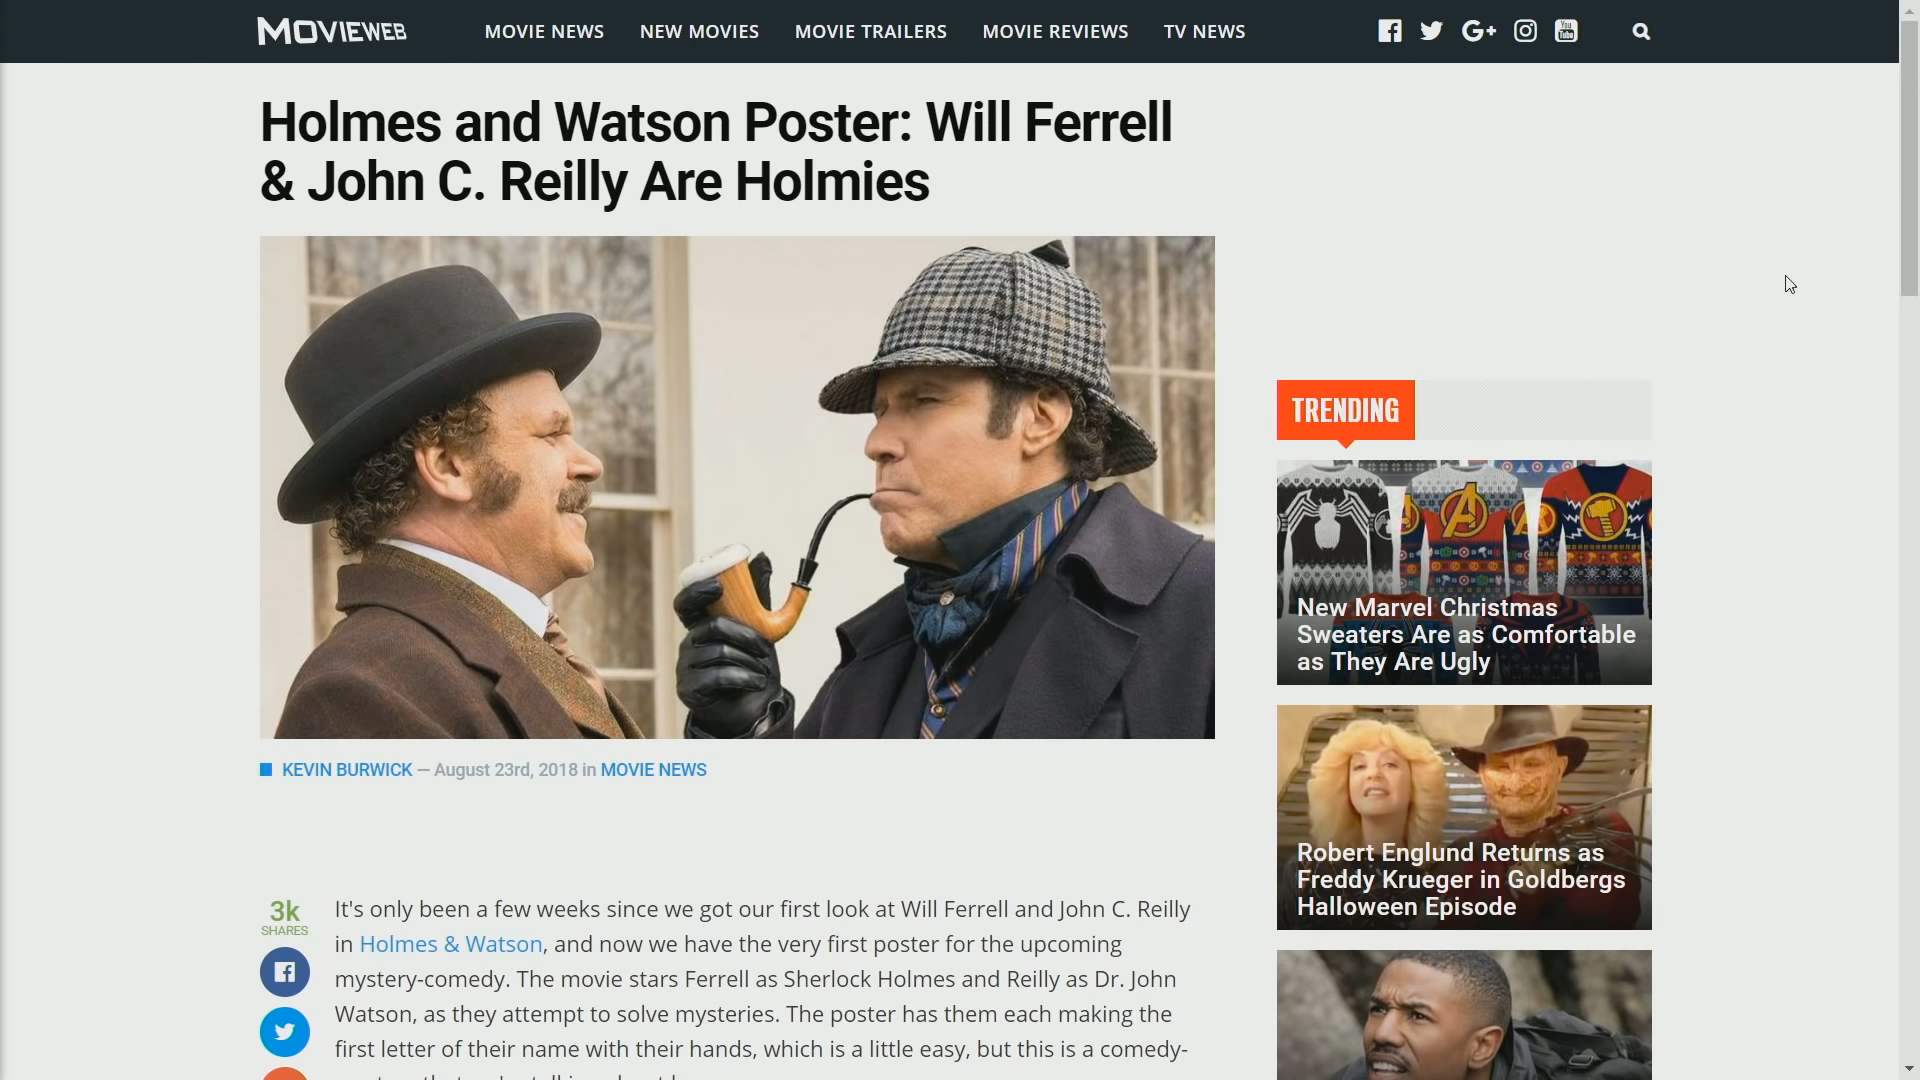 MOVIEWEB
MOVIE NEWS
NEW MOVIES
MOVIE TRAILERS
MOVIE REVIEWS
TV NEWS
Holmes and Watson Poster: Will Ferrell
& John C. Reilly Are Holmies
KEVIN BURWICK — August 23rd, 2018 in MOVIE NEWS
3k
SHARES
It's only been a few weeks since we got our first look at Will Ferrell and John C. Reilly
in Holmes & Watson, and now we have the very first poster for the upcoming
mystery-comedy. The movie stars Ferrell as Sherlock Holmes and Reilly as Dr. John
Watson, as they attempt to solve mysteries. The poster has them each making the
first letter of their name with their hands, which is a little easy, but this is a comedy-
TRENDING
New Marvel Christmas
Sweaters Are as Comfortable
as They Are Ugly
Robert Englund Returns as
Freddy Krueger in Goldbergs
Halloween Episode